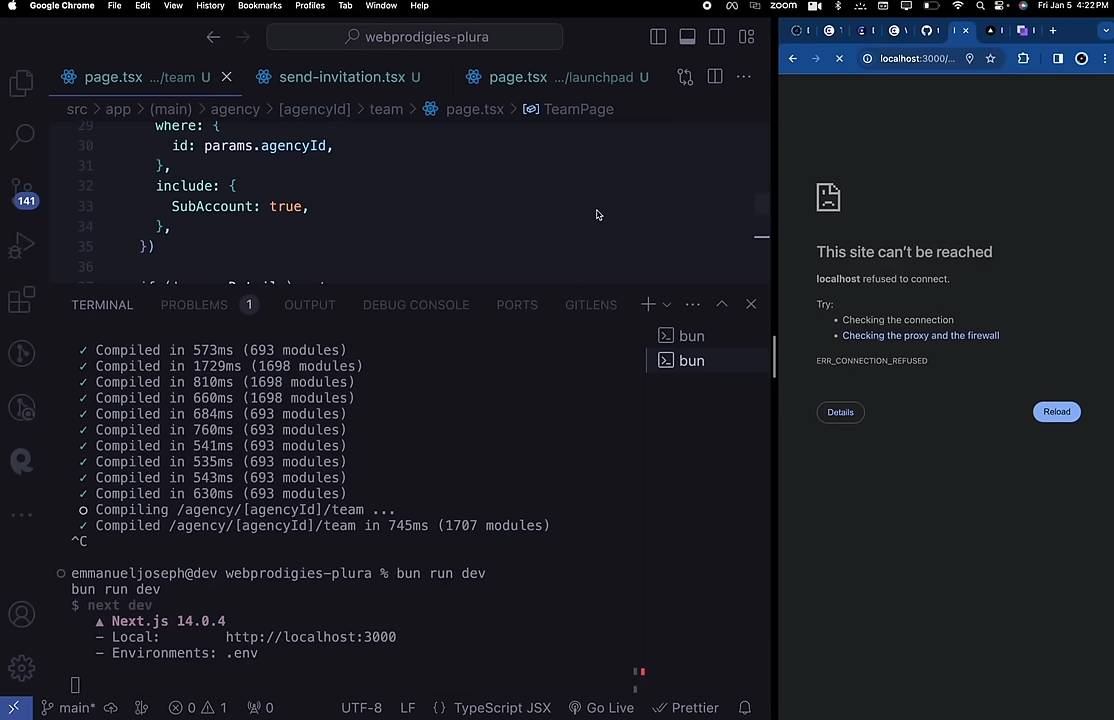 Google Chrome File Edit View History Bookmarks Profiles Tab Window Help
zoom
Fri Jan 5 4:22 PM
webprodigies-plura
localhost:3000/...
page.tsx .../team U
send-invitation.tsx U
page.tsx .../launchpad U
src > app > (main) > agency > [agencyId] > team > page.tsx > TeamPage
29 where: {
30 id: params.agencyId,
31 },
32 include: {
33 SubAccount: true,
34 },
35 })
36
141
TERMINAL PROBLEMS 1 OUTPUT DEBUG CONSOLE PORTS GITLENS
bun
bun
✓ Compiled in 573ms (693 modules)
✓ Compiled in 1729ms (1698 modules)
✓ Compiled in 810ms (1698 modules)
✓ Compiled in 660ms (1698 modules)
✓ Compiled in 684ms (693 modules)
✓ Compiled in 760ms (693 modules)
✓ Compiled in 541ms (693 modules)
✓ Compiled in 535ms (693 modules)
✓ Compiled in 543ms (693 modules)
✓ Compiled in 630ms (693 modules)
○ Compiling /agency/[agencyId]/team ...
✓ Compiled /agency/[agencyId]/team in 745ms (1707 modules)
^C
emmanueljoseph@dev webprodigies-plura % bun run dev
bun run dev
$ next dev
▲ Next.js 14.0.4
- Local: http://localhost:3000
- Environments: .env
main* 0 1 0 UTF-8 LF {} TypeScript JSX Go Live Prettier
This site can't be reached
localhost refused to connect.
Try:
• Checking the connection
• Checking the proxy and the firewall
ERR_CONNECTION_REFUSED
Details
Reload